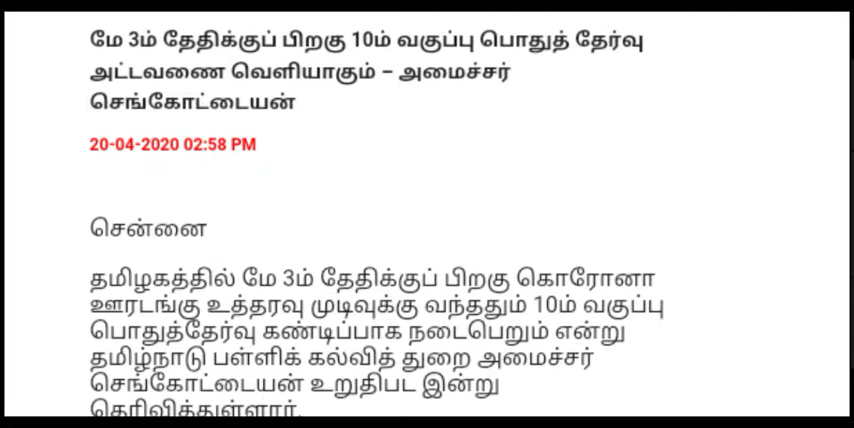 மே 3ம் தேதிக்குப் பிறகு 10ம் வகுப்பு பொதுத் தேர்வு
அட்டவணை வெளியாகும் – அமைச்சர்
செங்கோட்டையன்
20-04-2020 02:58 PM
சென்னை
தமிழகத்தில் மே 3ம் தேதிக்குப் பிறகு கொரோனா
ஊரடங்கு உத்தரவு முடிவுக்கு வந்ததும் 10ம் வகுப்பு
பொதுத்தேர்வு கண்டிப்பாக நடைபெறும் என்று
தமிழ்நாடு பள்ளிக் கல்வித் துறை அமைச்சர்
செங்கோட்டையன் உறுதிபட இன்று
தெரிவித்துள்ளார்.